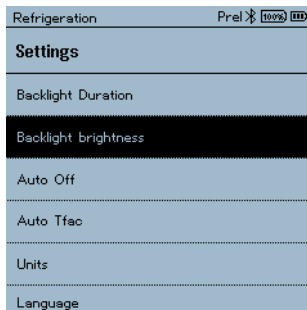 Refrigeration Prel 100%
Settings
Backlight Duration
Backlight brightness
Auto Off
Auto Tfac
Units
Language